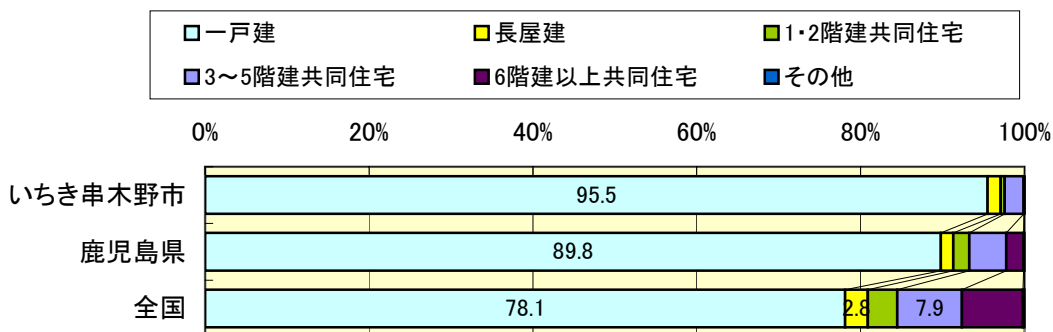 一戸建 長屋建 1・2階建共同住宅
3～5階建共同住宅 6階建以上共同住宅 その他
0% 20% 40% 60% 80% 100%
いちき串木野市 95.5
鹿児島県 89.8
全国 78.1 2.8 7.9